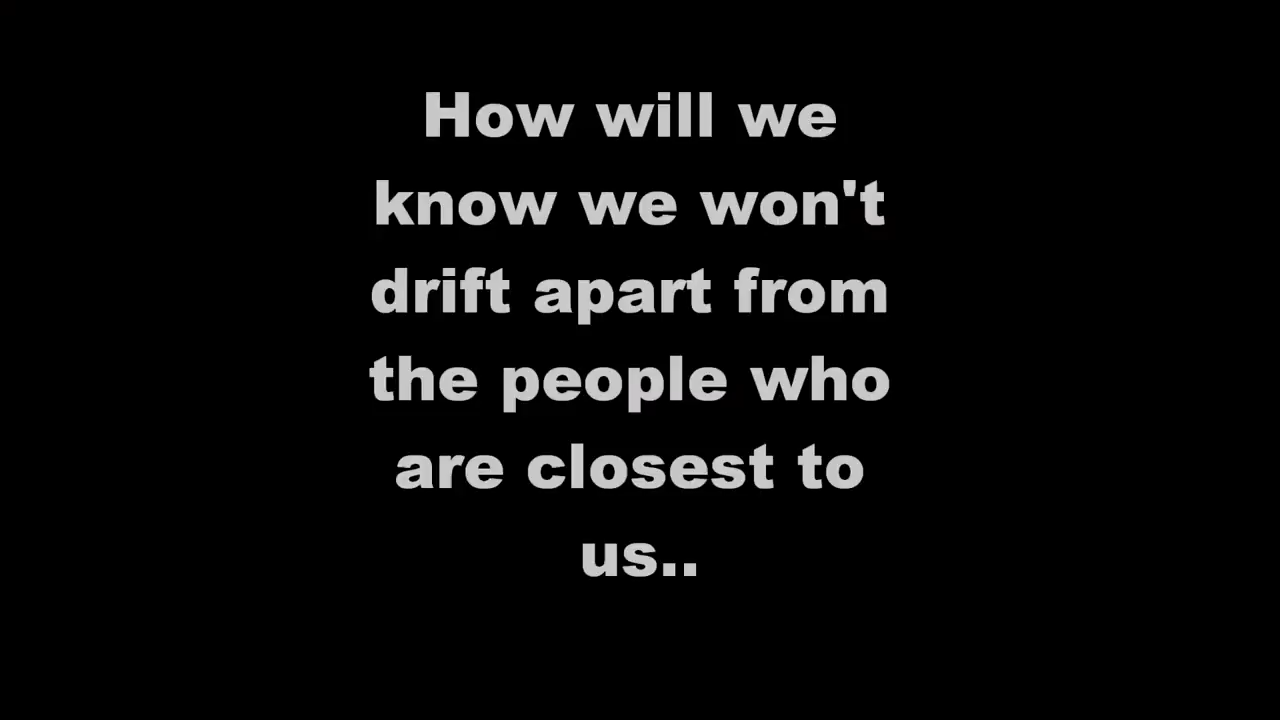 How will we
know we won't
drift apart from
the people who
are closest to
us..